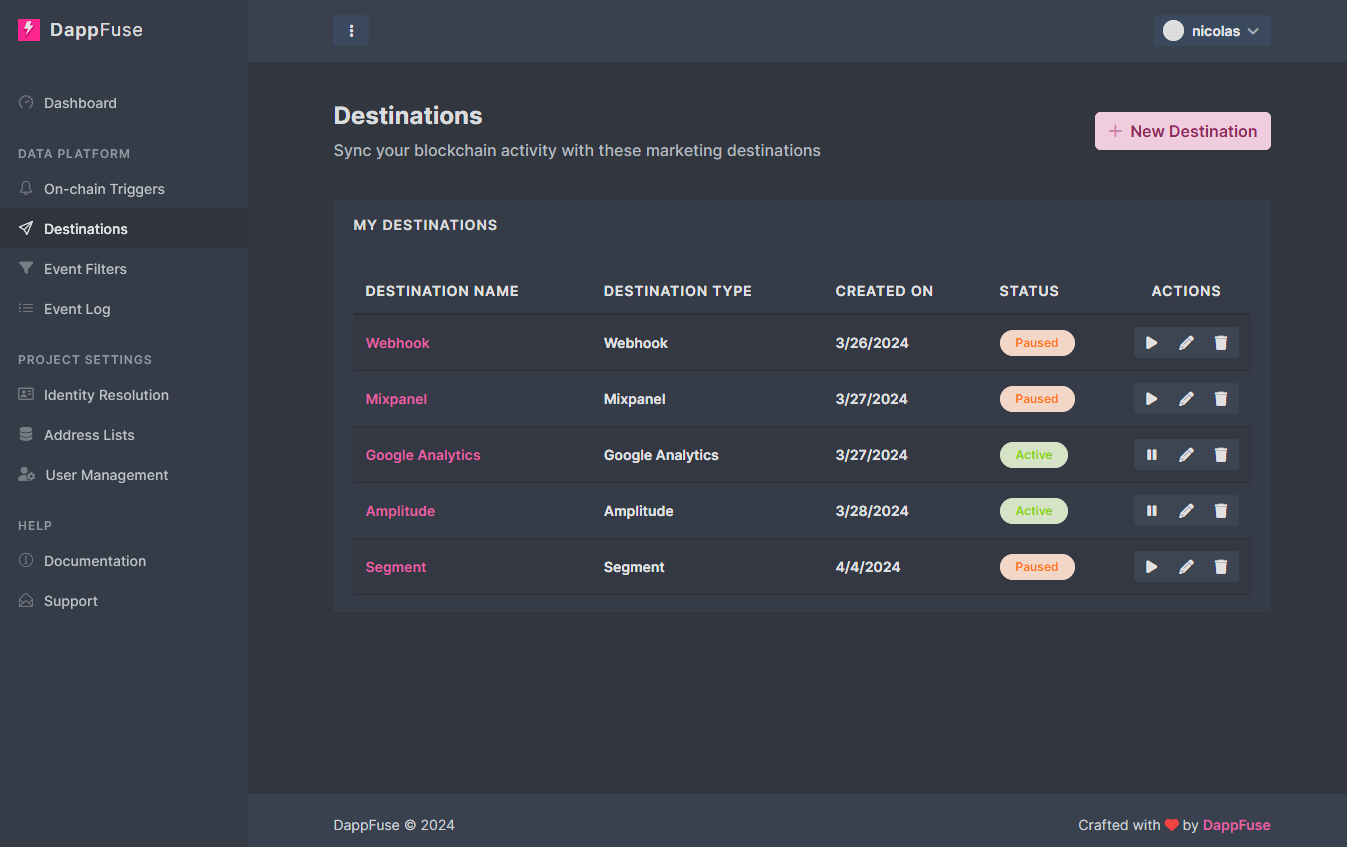 DappFuse
nicolas
Dashboard
DATA PLATFORM
On-chain Triggers
Destinations
Event Filters
Event Log
PROJECT SETTINGS
Identity Resolution
Address Lists
User Management
HELP
Documentation
Support
Destinations
Sync your blockchain activity with these marketing destinations
+ New Destination
MY DESTINATIONS
DESTINATION NAME DESTINATION TYPE CREATED ON STATUS ACTIONS
Webhook Webhook 3/26/2024 Paused
Mixpanel Mixpanel 3/27/2024 Paused
Google Analytics Google Analytics 3/27/2024 Active
Amplitude Amplitude 3/28/2024 Active
Segment Segment 4/4/2024 Paused
DappFuse © 2024
Crafted with ❤ by DappFuse